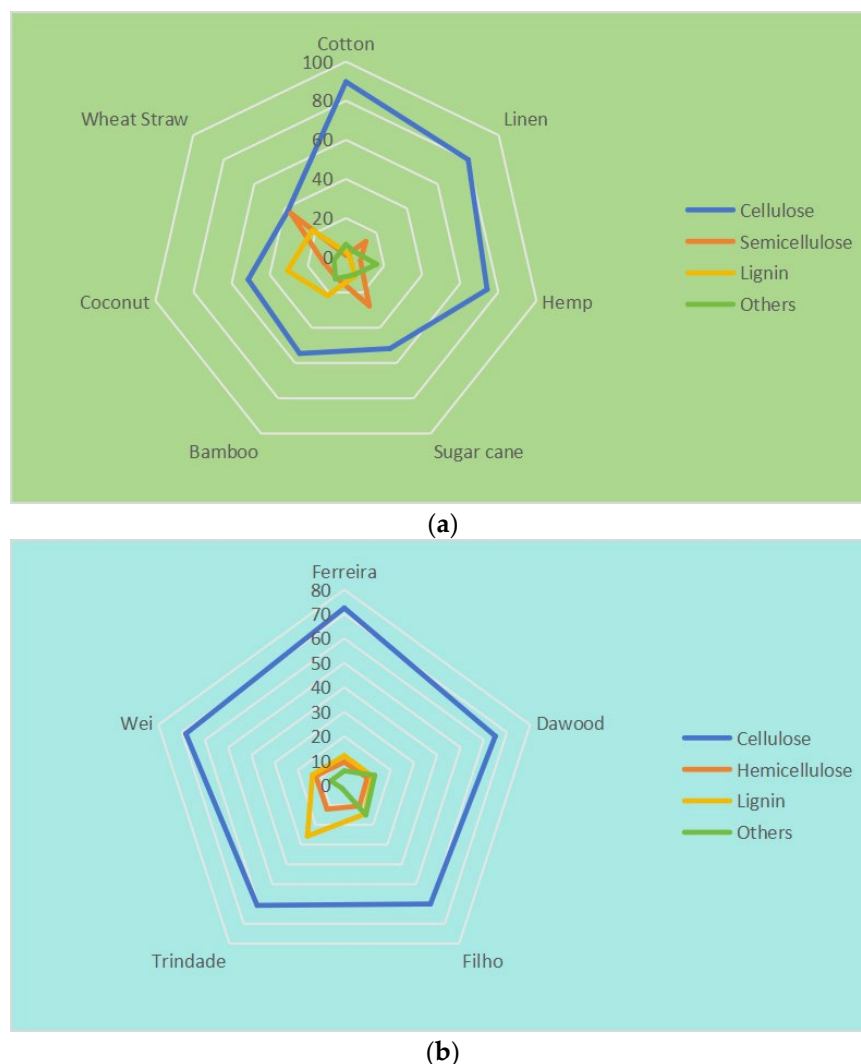 Cotton
100
80
60
40
20
0
Wheat Straw
Linen
Coconut
Hemp
Bamboo
Sugar cane
Cellulose
Semicellulose
Lignin
Others
(a)
Ferreira
80
70
60
50
40
30
20
10
0
Wei
Dawood
Trindade
Filho
Cellulose
Hemicellulose
Lignin
Others
(b)